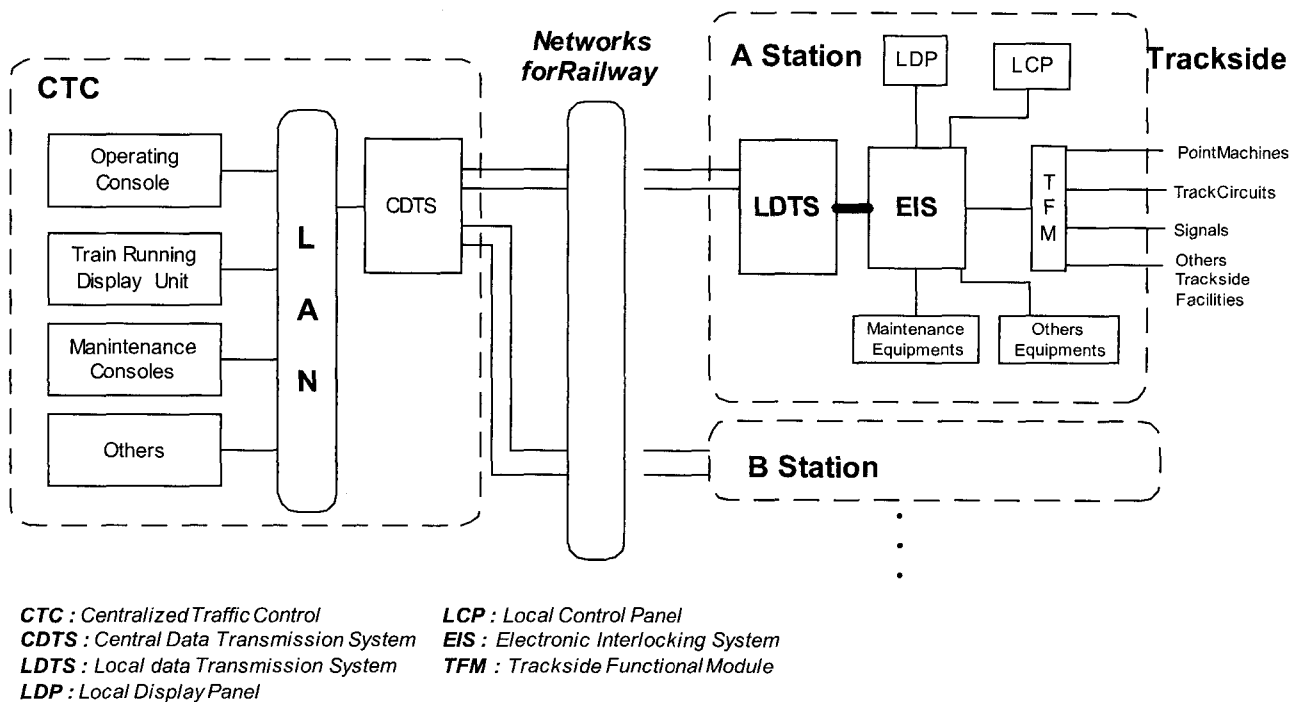 Networks
forRailway
CTC
Operating
Console
Train Running
Display Unit
Manintenance
Consoles
Others
L
A
N
CDTS
A Station
LDP
LCP
LDTS
EIS
T
F
M
Maintenance
Equipments
Others
Equipments
Trackside
PointMachines
TrackCircuits
Signals
Others
Trackside
Facilities
B Station
CTC : Centralized Traffic Control
CDTS : Central Data Transmission System
LDTS : Local data Transmission System
LDP : Local Display Panel
LCP : Local Control Panel
EIS : Electronic Interlocking System
TFM : Trackside Functional Module